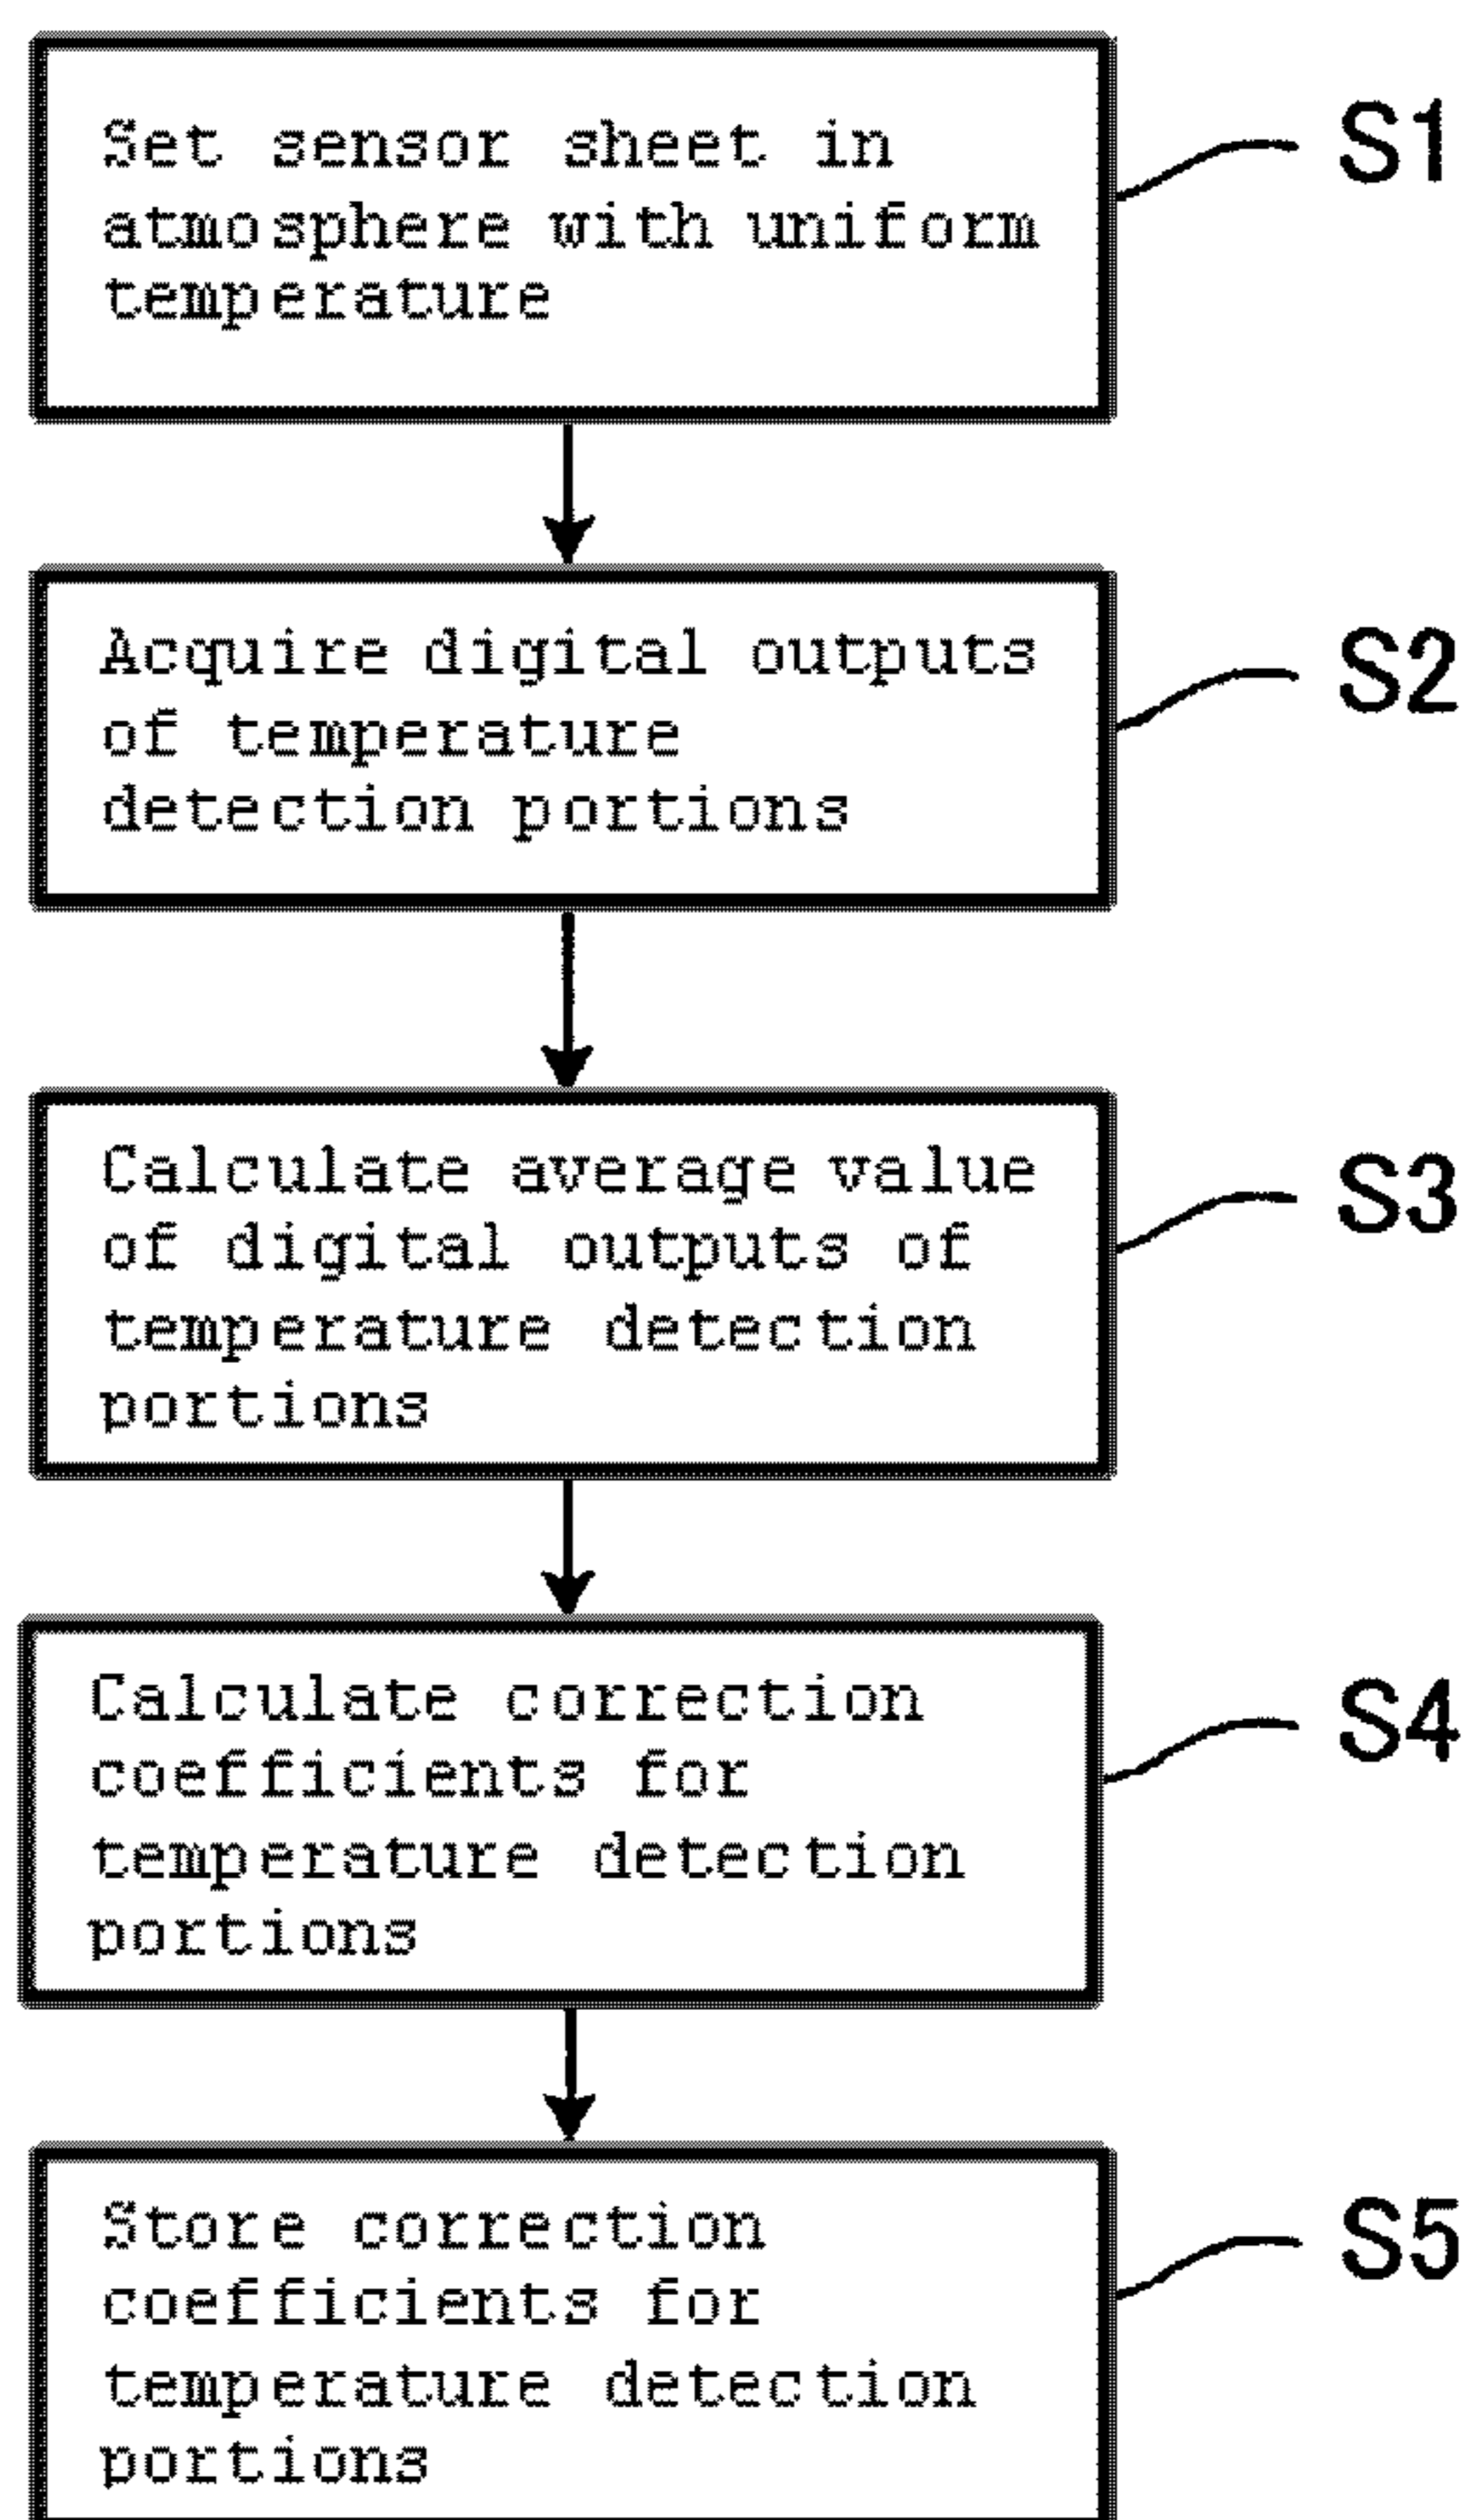 Set sensor sheet in
atmosphere with uniform
temperature
S1
Acquire digital outputs
of temperature
detection portions
S2
Calculate average value
of digital outputs of
temperature detection
portions
S3
Calculate correction
coefficients for
temperature detection
portions
S4
Store correction
coefficients for
temperature detection
portions
S5